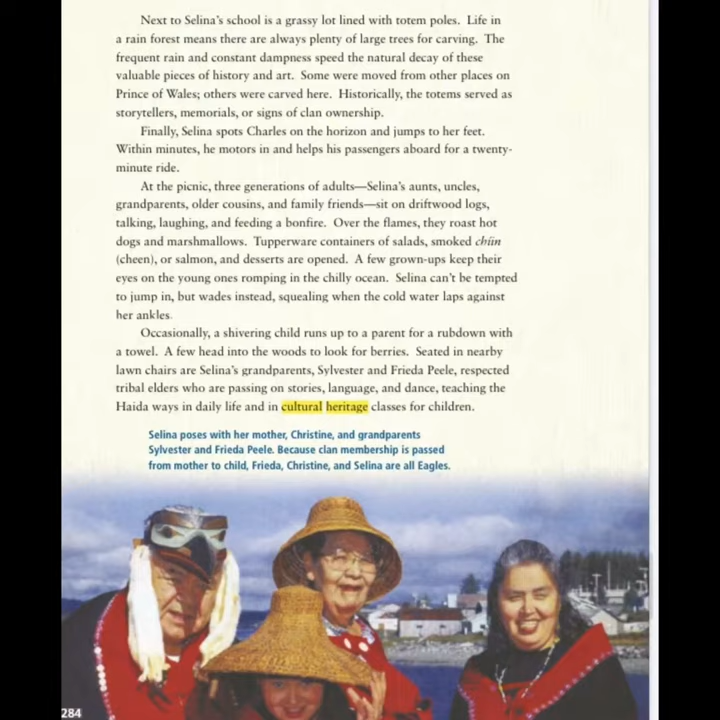 Next to Selina's school is a grassy lot lined with totem poles. Life in
a rain forest means there are always plenty of large trees for carving. The
frequent rain and constant dampness speed the natural decay of these
valuable pieces of history and art. Some were moved from other places on
Prince of Wales; others were carved here. Historically, the totems served as
storytellers, memorials, or signs of clan ownership.
Finally, Selina spots Charles on the horizon and jumps to her feet.
Within minutes, he motors in and helps his passengers aboard for a twenty-
minute ride.
At the picnic, three generations of adults—Selina's aunts, uncles,
grandparents, older cousins, and family friends—sit on driftwood logs,
talking, laughing, and feeding a bonfire. Over the flames, they roast hot
dogs and marshmallows. Tupperware containers of salads, smoked chíin
(cheen), or salmon, and desserts are opened. A few grown-ups keep their
eyes on the young ones romping in the chilly ocean. Selina can't be tempted
to jump in, but wades instead, squealing when the cold water laps against
her ankles.
Occasionally, a shivering child runs up to a parent for a rubdown with
a towel. A few head into the woods to look for berries. Seated in nearby
lawn chairs are Selina's grandparents, Sylvester and Frieda Peele, respected
tribal elders who are passing on stories, language, and dance, teaching the
Haida ways in daily life and in cultural heritage classes for children.
Selina poses with her mother, Christine, and grandparents
Sylvester and Frieda Peele. Because clan membership is passed
from mother to child, Frieda, Christine, and Selina are all Eagles.
284